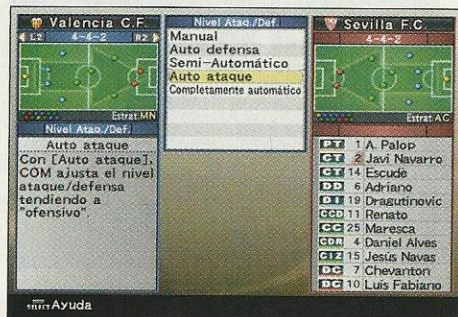 Valencia C.F.
L2 4-4-2 R2
Estrat.MN
Nivel Ataq./Def.
Auto ataque
Con [Auto ataque],
COM ajusta el nivel
ataque/defensa
tendiendo a
"ofensivo".
Nivel Ataq./Def.
Manual
Auto defensa
Semi-Automático
Auto ataque
Completamente automático
Sevilla F.C.
4-4-2
Estrat.AC
PT 1 A. Palop
CT 2 Javi Navarro
CT 14 Escudé
DD 6 Adriano
DI 19 Dragutinovic
CCD 11 Renato
CC 25 Maresca
CDR 4 Daniel Alves
CIZ 15 Jesús Navas
DC 7 Chevanton
DC 10 Luis Fabiano
SELECT Ayuda